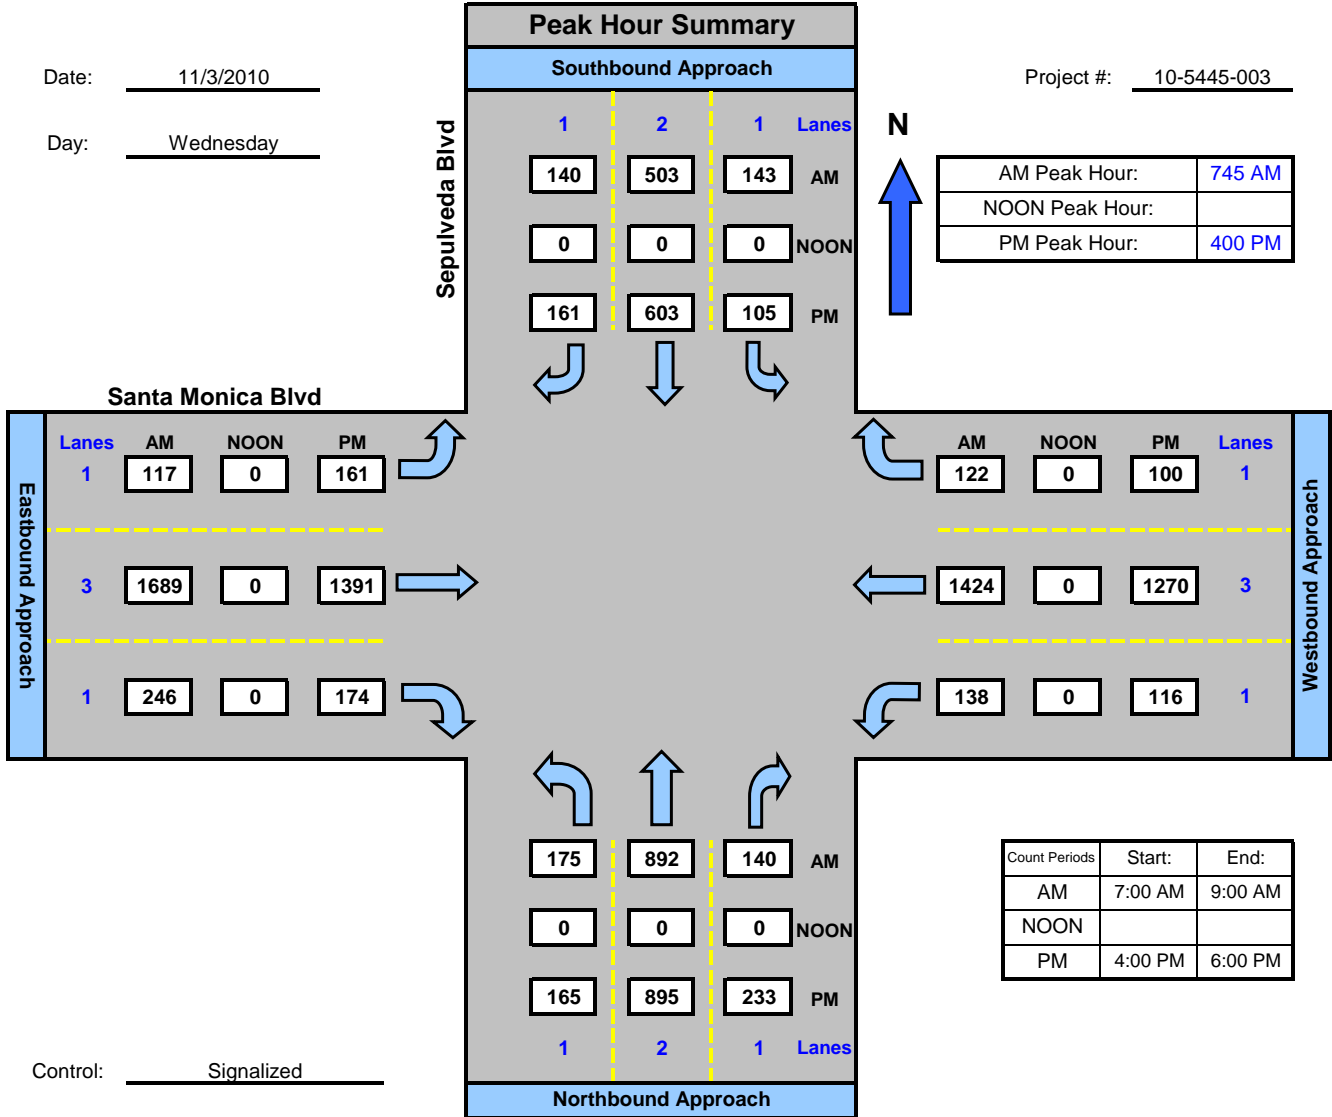 Peak Hour Summary
Southbound Approach
Date: 11/3/2010
Project #: 10-5445-003
Day: Wednesday
Sepulveda Blvd
1 2 1 Lanes
140 503 143 AM
0 0 0 NOON
161 603 105 PM
N
AM Peak Hour: 745 AM
NOON Peak Hour:
PM Peak Hour: 400 PM
Santa Monica Blvd
Eastbound Approach
Lanes AM NOON PM
1 117 0 161
3 1689 0 1391
1 246 0 174
AM NOON PM Lanes
122 0 100 1
1424 0 1270 3
138 0 116 1
Westbound Approach
175 892 140 AM
0 0 0 NOON
165 895 233 PM
1 2 1 Lanes
Northbound Approach
Count Periods Start: End:
AM 7:00 AM 9:00 AM
NOON
PM 4:00 PM 6:00 PM
Control: Signalized